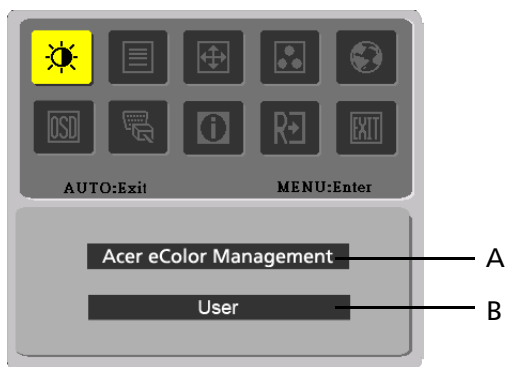 OSD
i
R
EXIT
AUTO:Exit MENU:Enter
Acer eColor Management A
User B